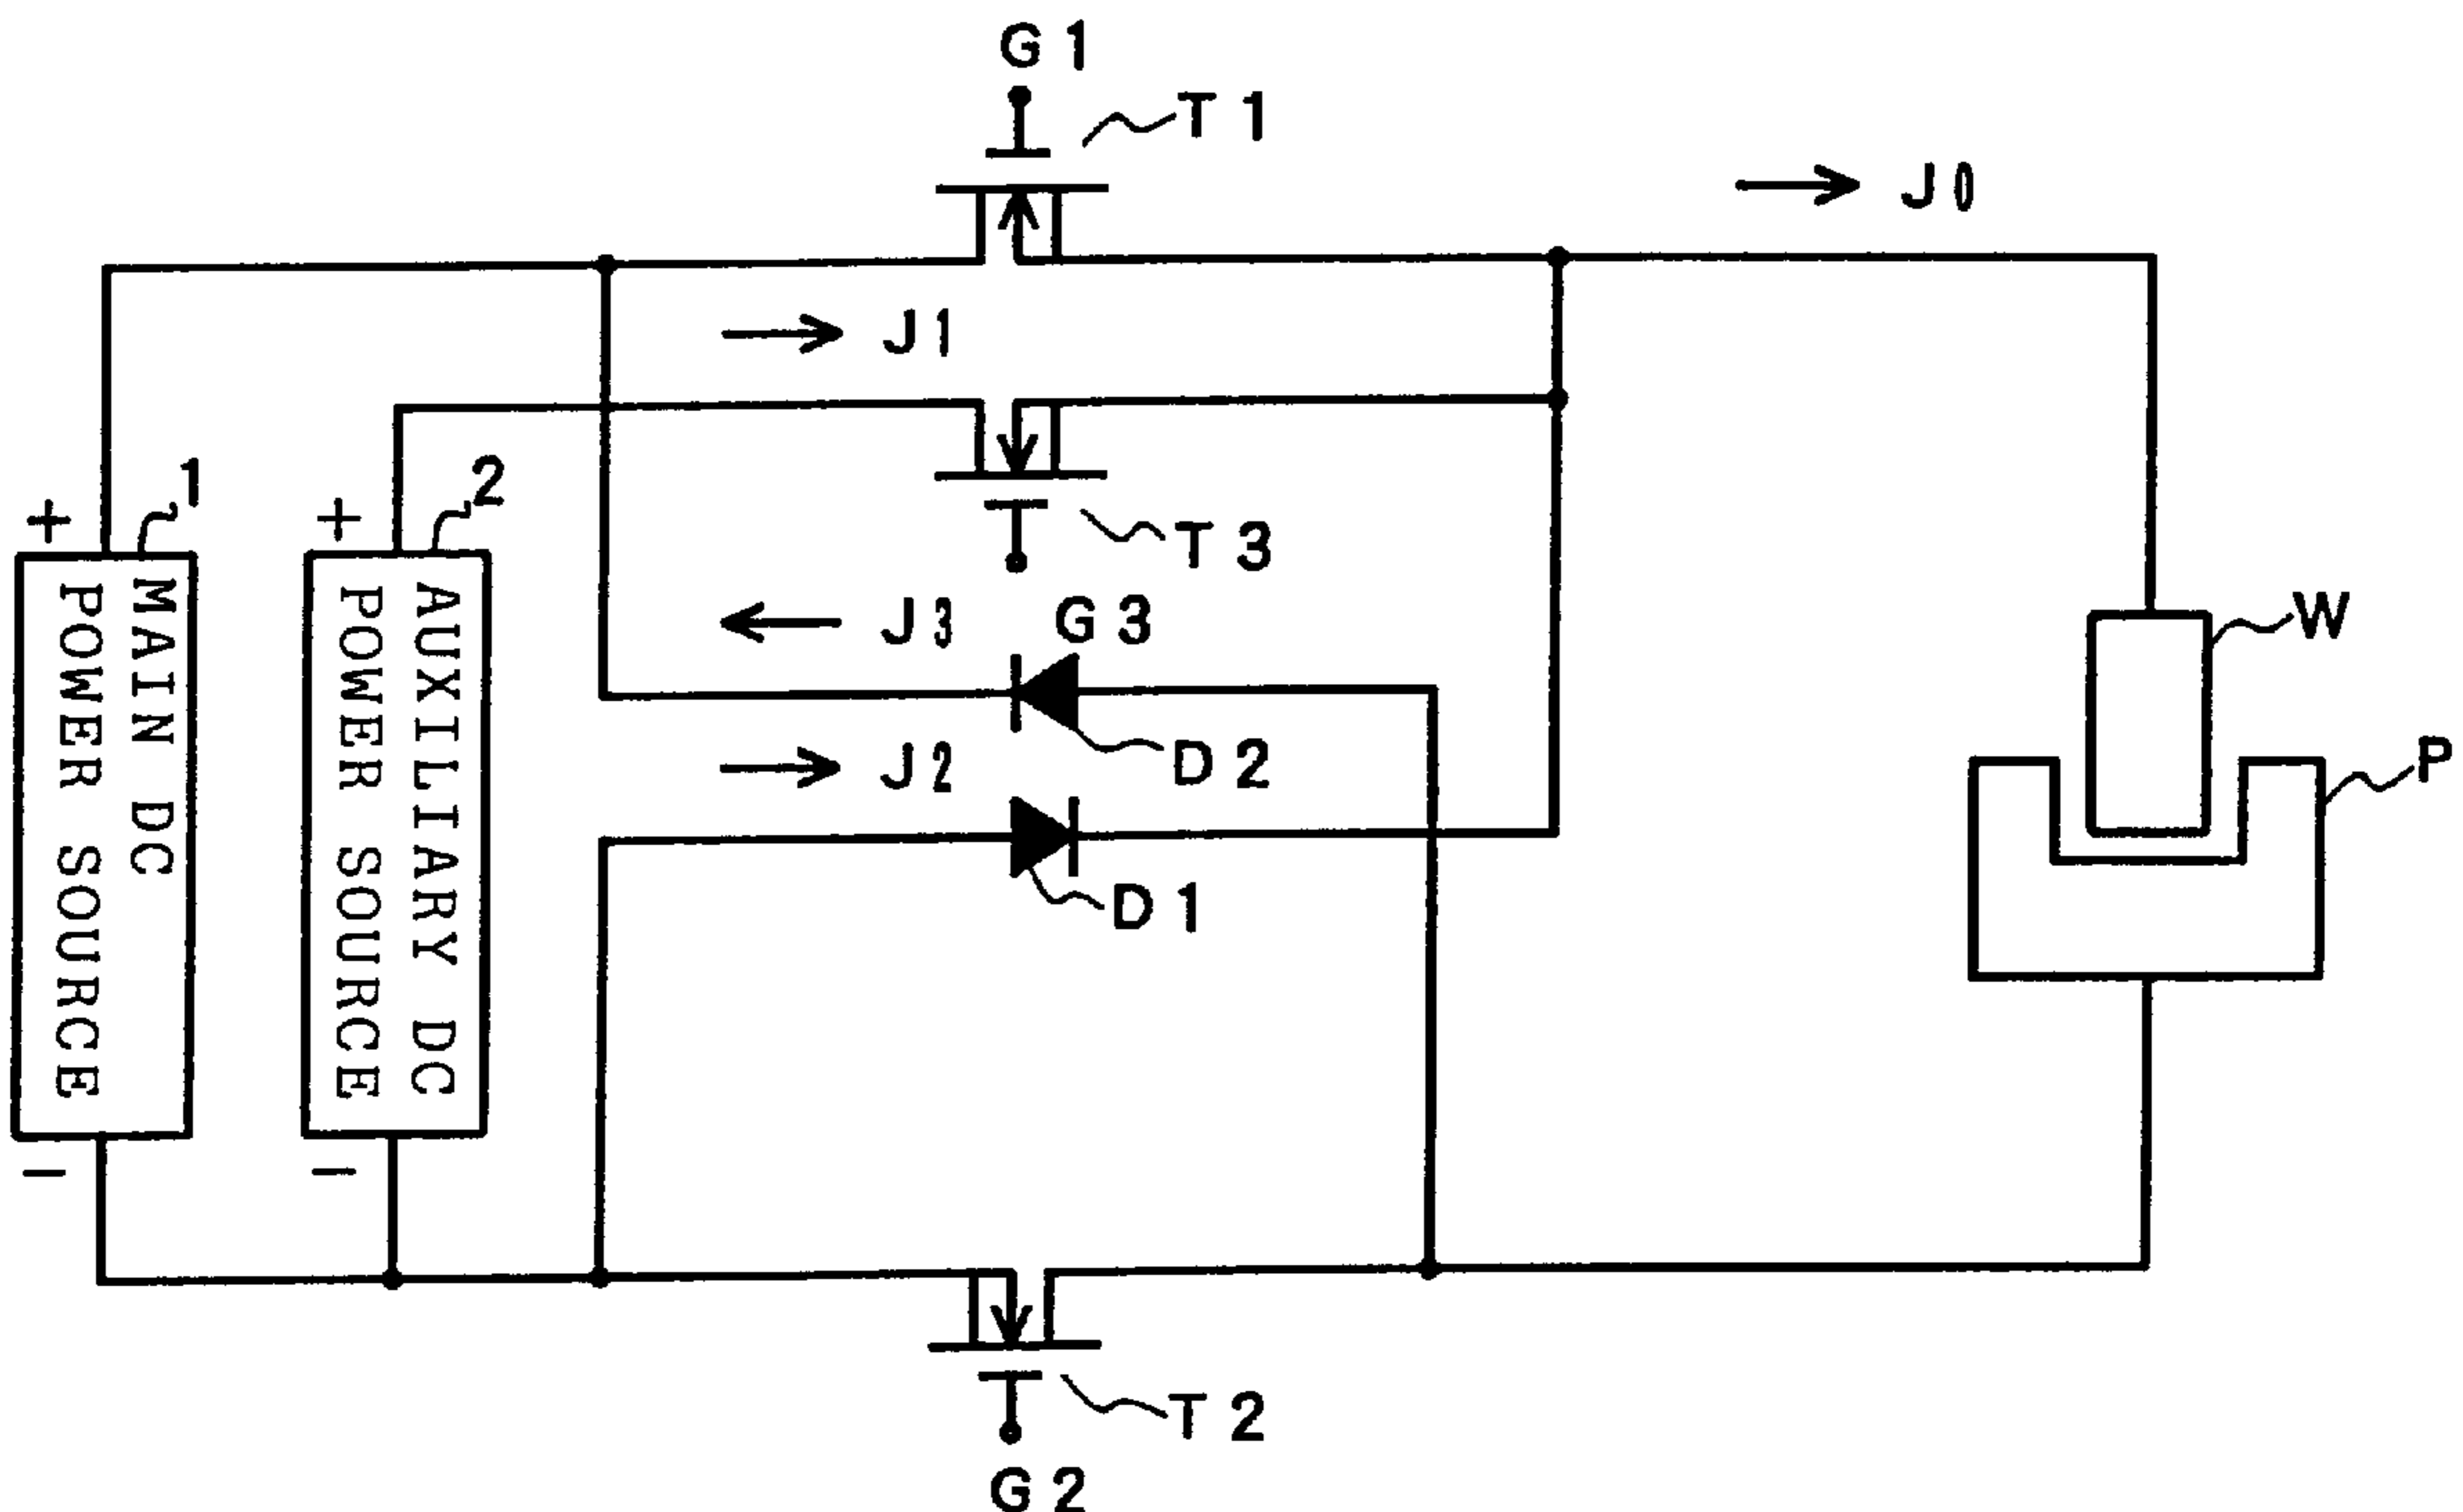 G1
T1
J0
J1
1
2
+
+
T3
J3
G3
W
MAIN DC
POWER SOURCE
AUXILIARY DC
POWER SOURCE
D2
J2
P
D1
−
−
T2
G2